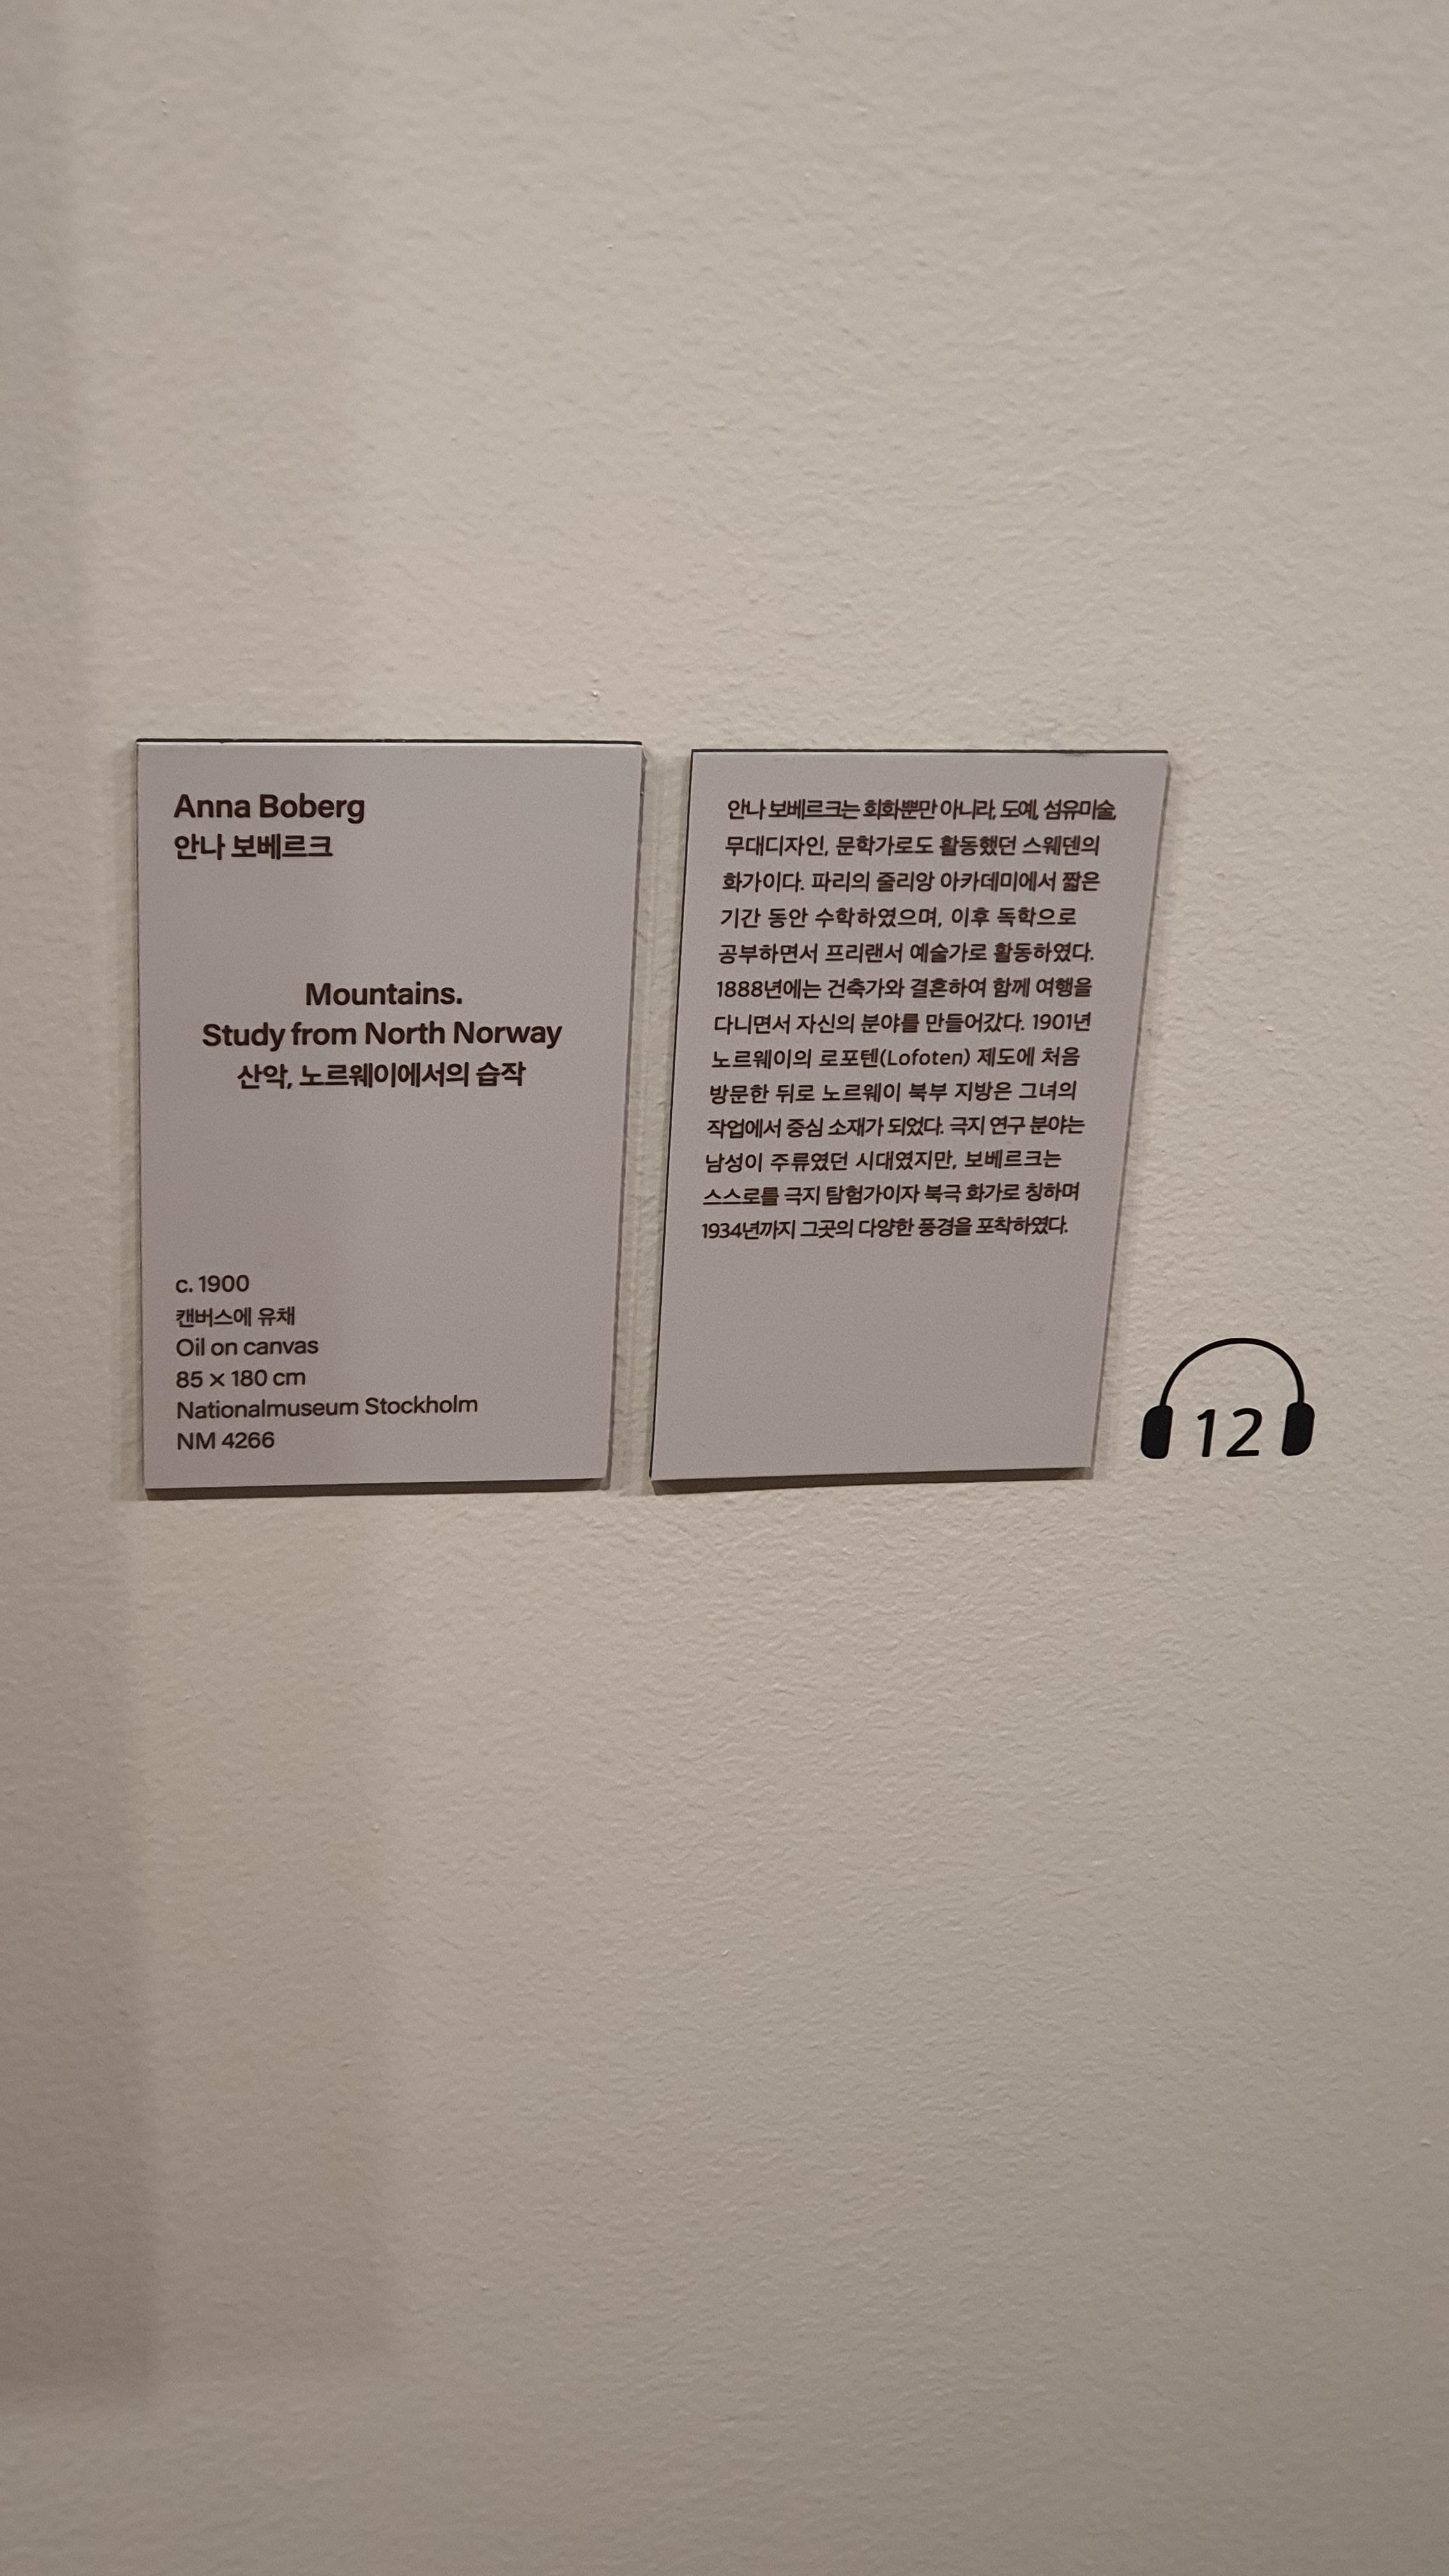 Anna Boberg
안나 보베르크
Mountains.
Study from North Norway
산악, 노르웨이에서의 습작
c. 1900
캔버스에 유채
Oil on canvas
85 × 180 cm
Nationalmuseum Stockholm
NM 4266
안나 보베르크는 회화뿐만 아니라, 도예, 섬유미술,
무대디자인, 문학가로도 활동했던 스웨덴의
화가이다. 파리의 줄리앙 아카데미에서 짧은
기간 동안 수학하였으며, 이후 독학으로
공부하면서 프리랜서 예술가로 활동하였다.
1888년에는 건축가와 결혼하여 함께 여행을
다니면서 자신의 분야를 만들어갔다. 1901년
노르웨이의 로포텐(Lofoten) 제도에 처음
방문한 뒤로 노르웨이 북부 지방은 그녀의
작업에서 중심 소재가 되었다. 극지 연구 분야는
남성이 주류였던 시대였지만, 보베르크는
스스로를 극지 탐험가이자 북극 화가로 칭하며
1934년까지 그곳의 다양한 풍경을 포착하였다.
12